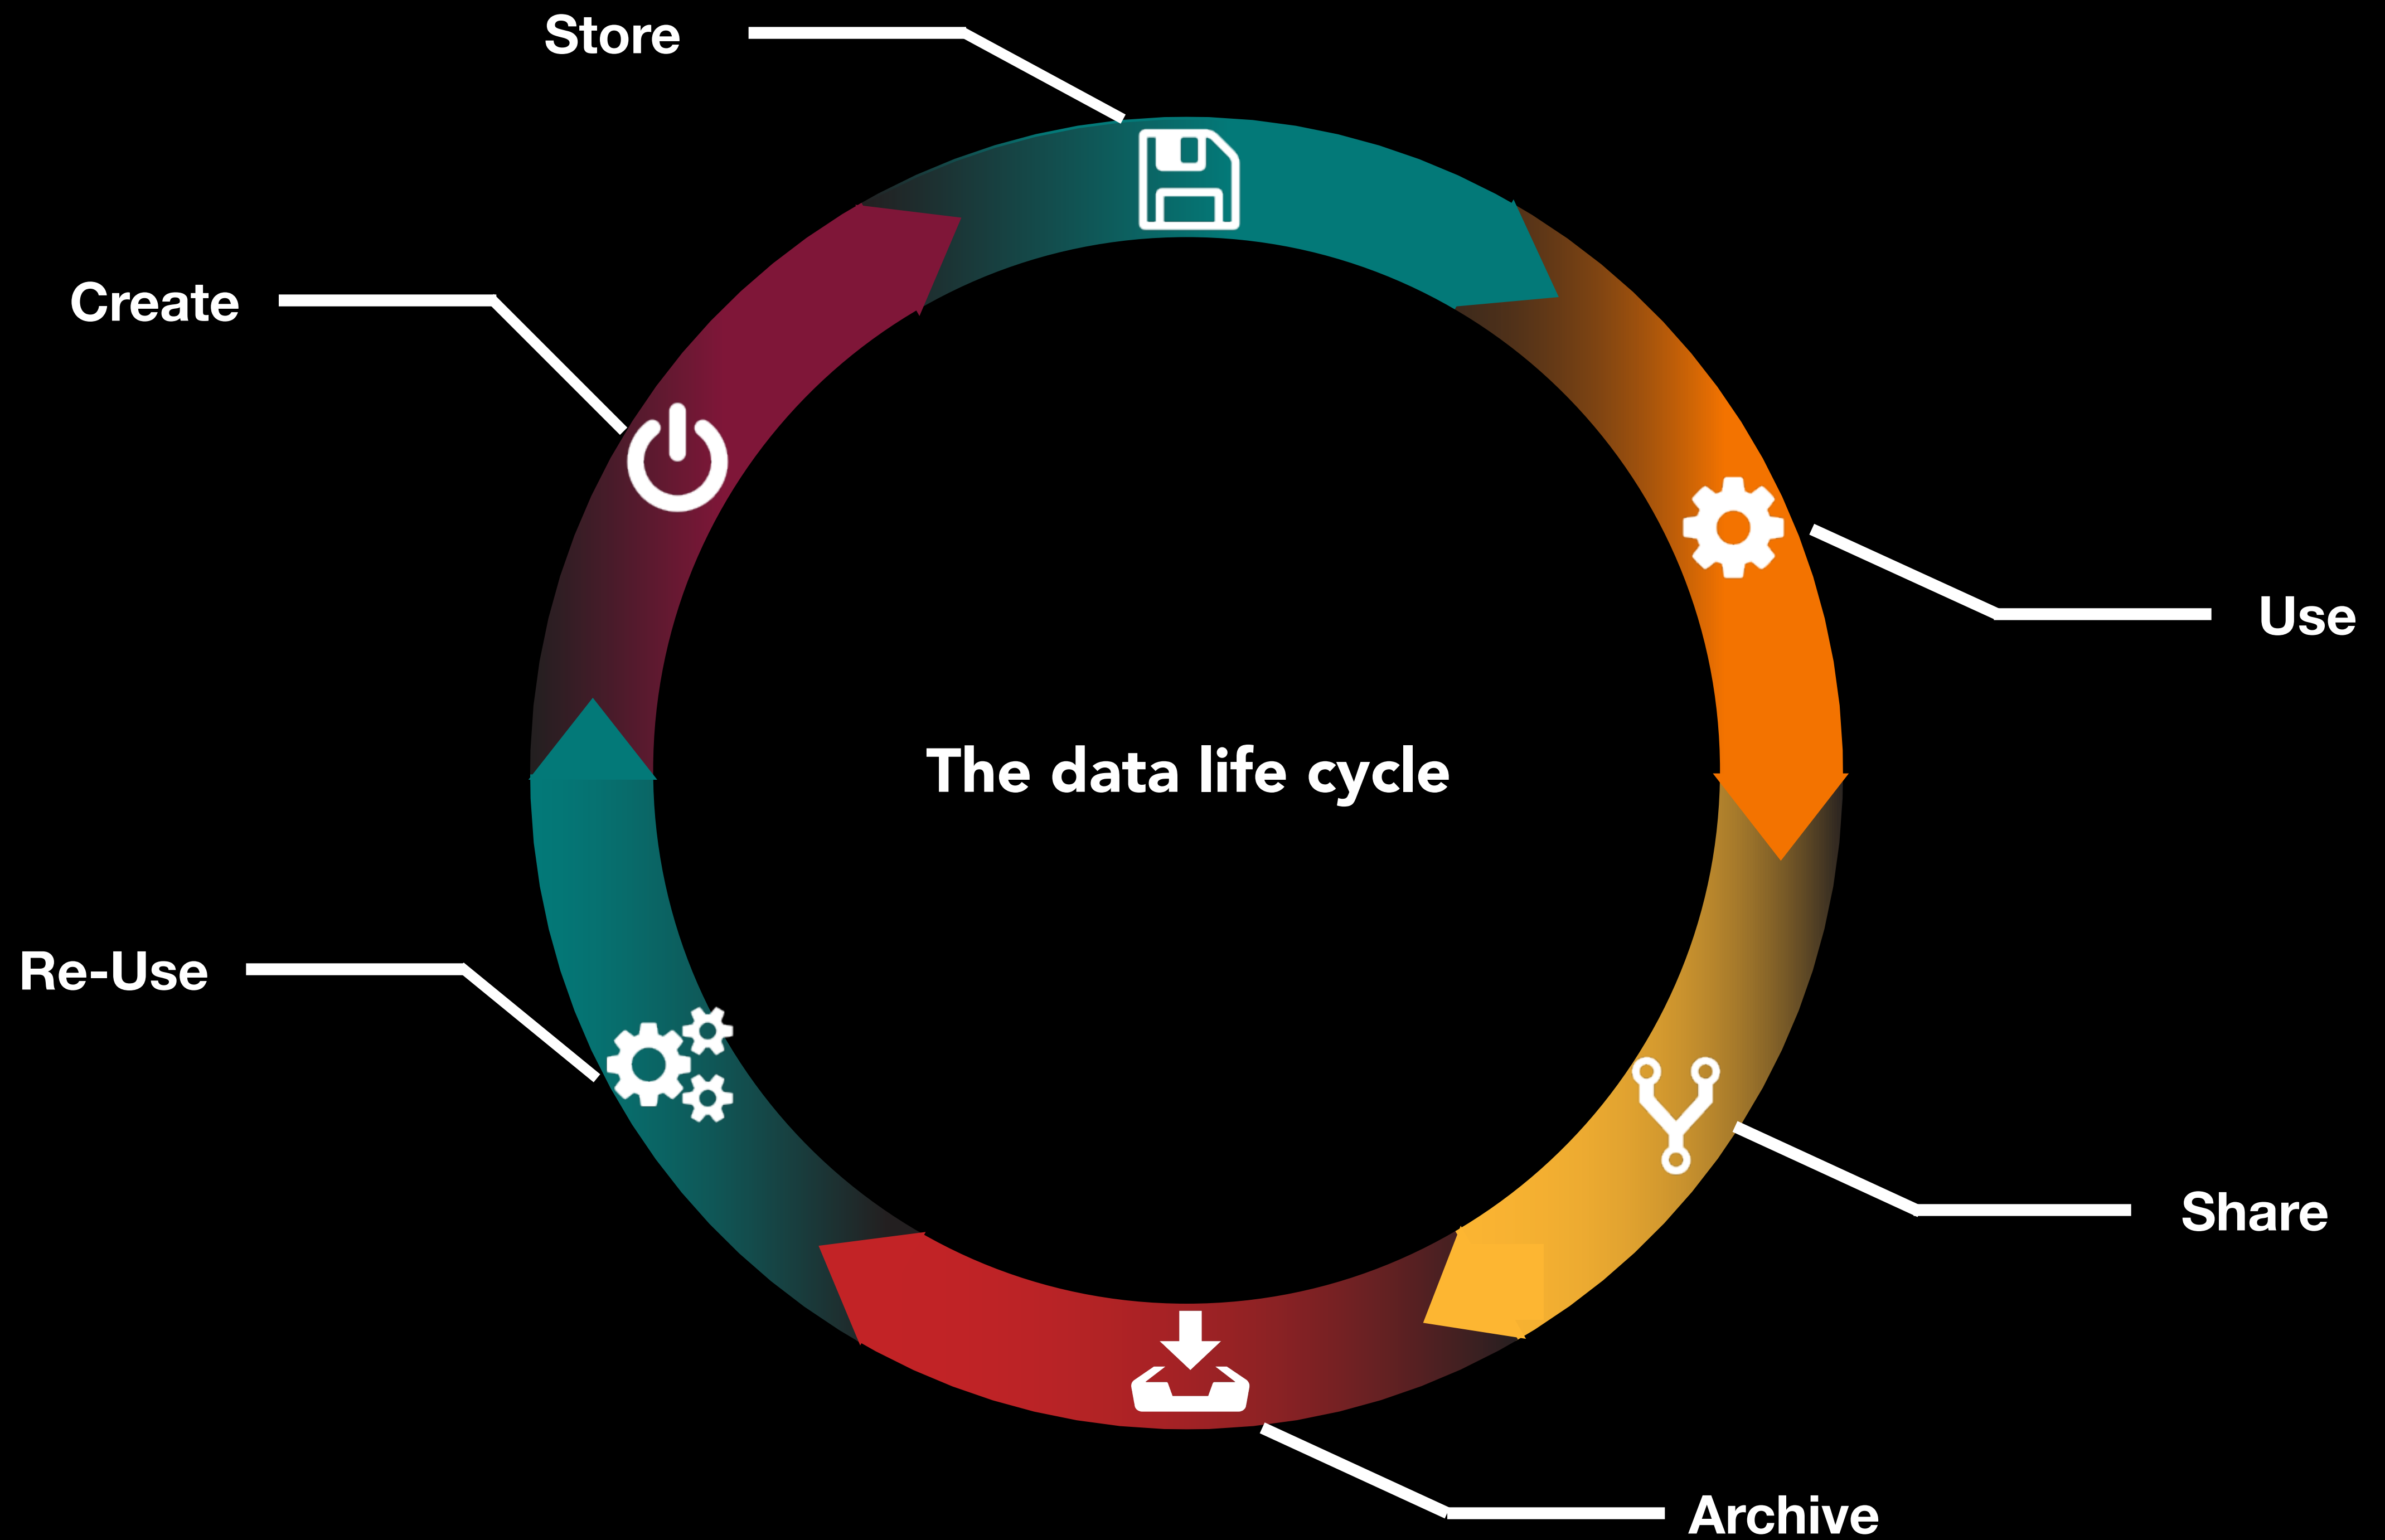 Store
Create
Use
The data life cycle
Re-Use
Share
Archive